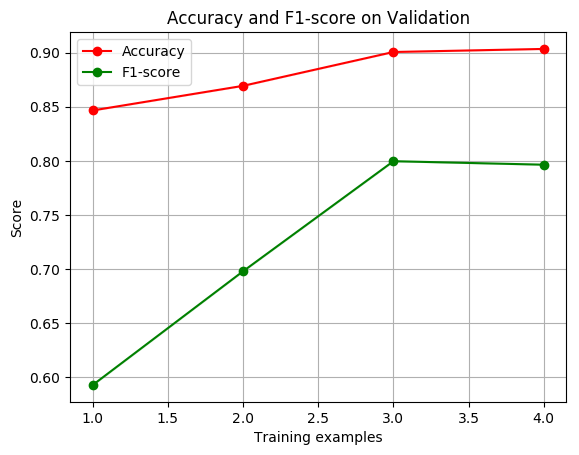 Accuracy and F1-score on Validation
Accuracy
F1-score
Score
0.90
0.85
0.80
0.75
0.70
0.65
0.60
1.0 1.5 2.0 2.5 3.0 3.5 4.0
Training examples